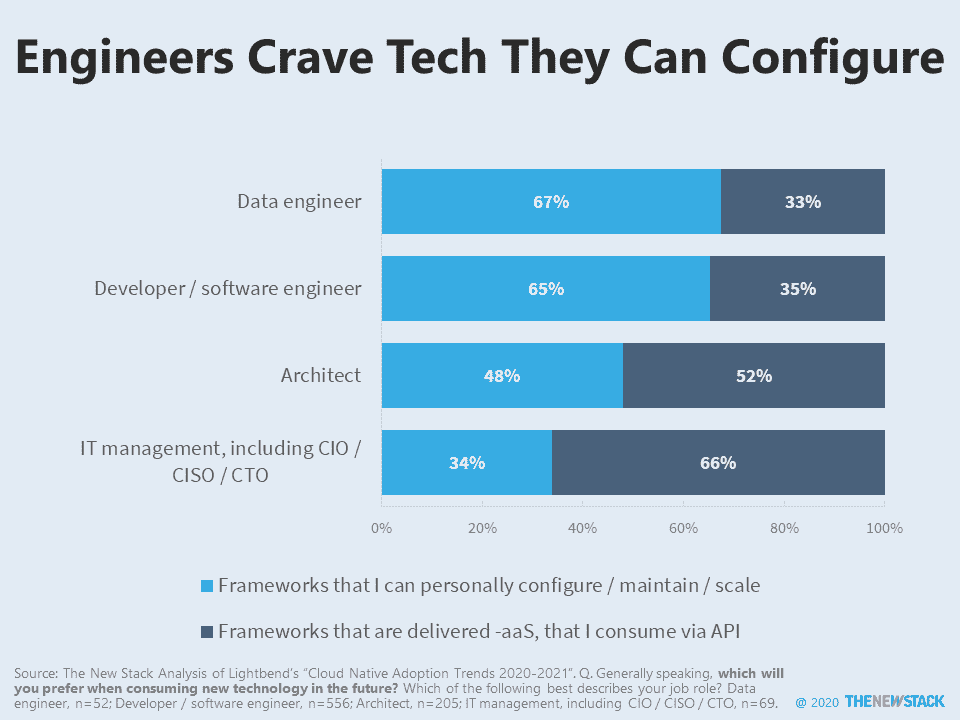 Engineers Crave Tech They Can Configure
Data engineer
67%
33%
Developer / software engineer
65%
35%
Architect
48%
52%
IT management, including CIO /
CISO / CTO
34%
66%
0%
20%
40%
60%
80%
100%
Frameworks that I can personally configure / maintain / scale
Frameworks that are delivered -aaS, that I consume via API
Source: The New Stack Analysis of Lightbend’s “Cloud Native Adoption Trends 2020-2021”. Q. Generally speaking, which will
you prefer when consuming new technology in the future? Which of the following best describes your job role? Data
engineer, n=52; Developer / software engineer, n=556; Architect, n=205; IT management, including CIO / CISO / CTO, n=69.
@ 2020 THENEWSTACK